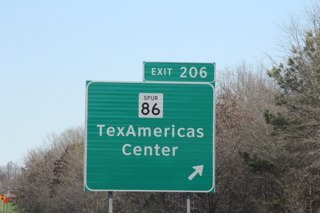 EXIT 206
SPUR
86
TexAmericas
Center